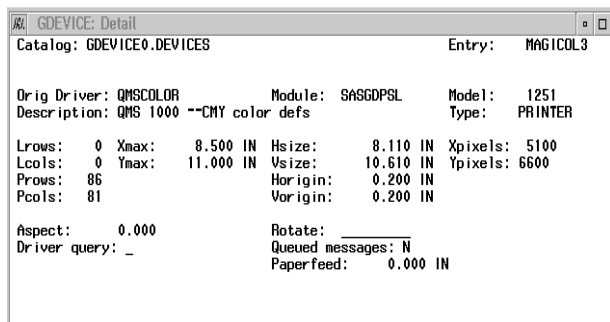 GDEVICE: Detail
Catalog: GDEVICE0.DEVICES Entry: MAGICOL3
Orig Driver: QMSCOLOR Module: SASGDPSL Model: 1251
Description: QMS 1000 --CMY color defs Type: PRINTER
Lrows: 0 Xmax: 8.500 IN Hsize: 8.110 IN Xpixels: 5100
Lcols: 0 Ymax: 11.000 IN Vsize: 10.610 IN Ypixels: 6600
Prows: 86 Horigin: 0.200 IN
Pcols: 81 Vorigin: 0.200 IN
Aspect: 0.000 Rotate: ________
Driver query: _ Queued messages: N
Paperfeed: 0.000 IN